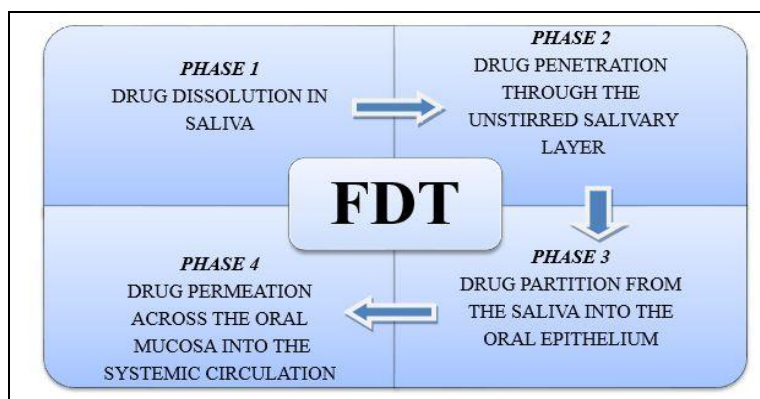 PHASE 1
DRUG DISSOLUTION IN
SALIVA
PHASE 2
DRUG PENETRATION
THROUGH THE
UNSTIRRED SALIVARY
LAYER
FDT
PHASE 3
DRUG PARTITION FROM
THE SALIVA INTO THE
ORAL EPITHELIUM
PHASE 4
DRUG PERMEATION
ACROSS THE ORAL
MUCOSA INTO THE
SYSTEMIC CIRCULATION